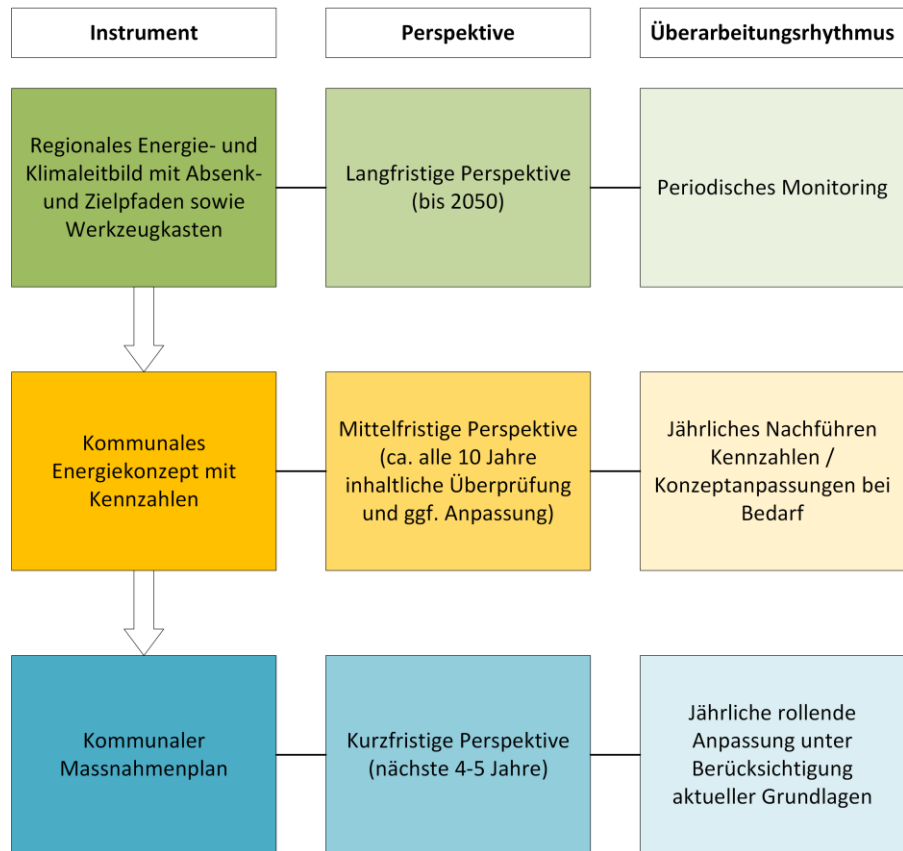 Instrument
Perspektive
Überarbeitungsrhythmus
Regionales Energie- und
Klimaleitbild mit Absenk-
und Zielpfaden sowie
Werkzeugkasten
Langfristige Perspektive
(bis 2050)
Periodisches Monitoring
Kommunales
Energiekonzept mit
Kennzahlen
Mittelfristige Perspektive
(ca. alle 10 Jahre
inhaltliche Überprüfung
und ggf. Anpassung)
Jährliches Nachführen
Kennzahlen /
Konzeptanpassungen bei
Bedarf
Kommunaler
Massnahmenplan
Kurzfristige Perspektive
(nächste 4-5 Jahre)
Jährliche rollende
Anpassung unter
Berücksichtigung
aktueller Grundlagen